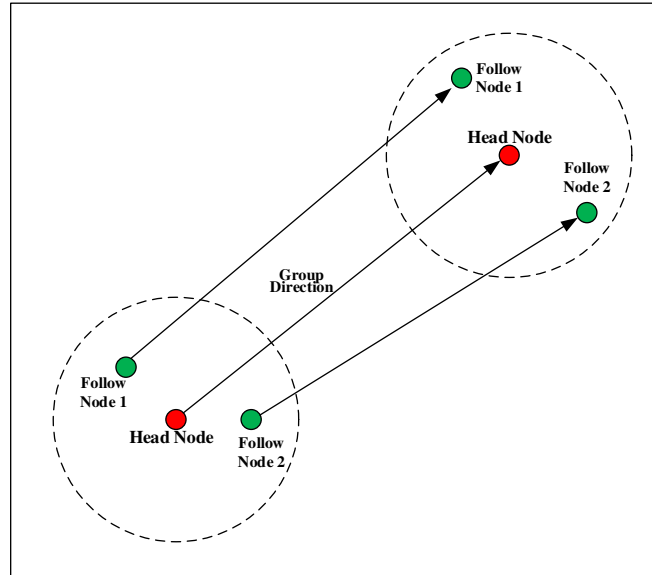 Follow
Node 1
Head Node
Follow
Node 2
Group
Direction
Follow
Node 1
Head Node
Follow
Node 2